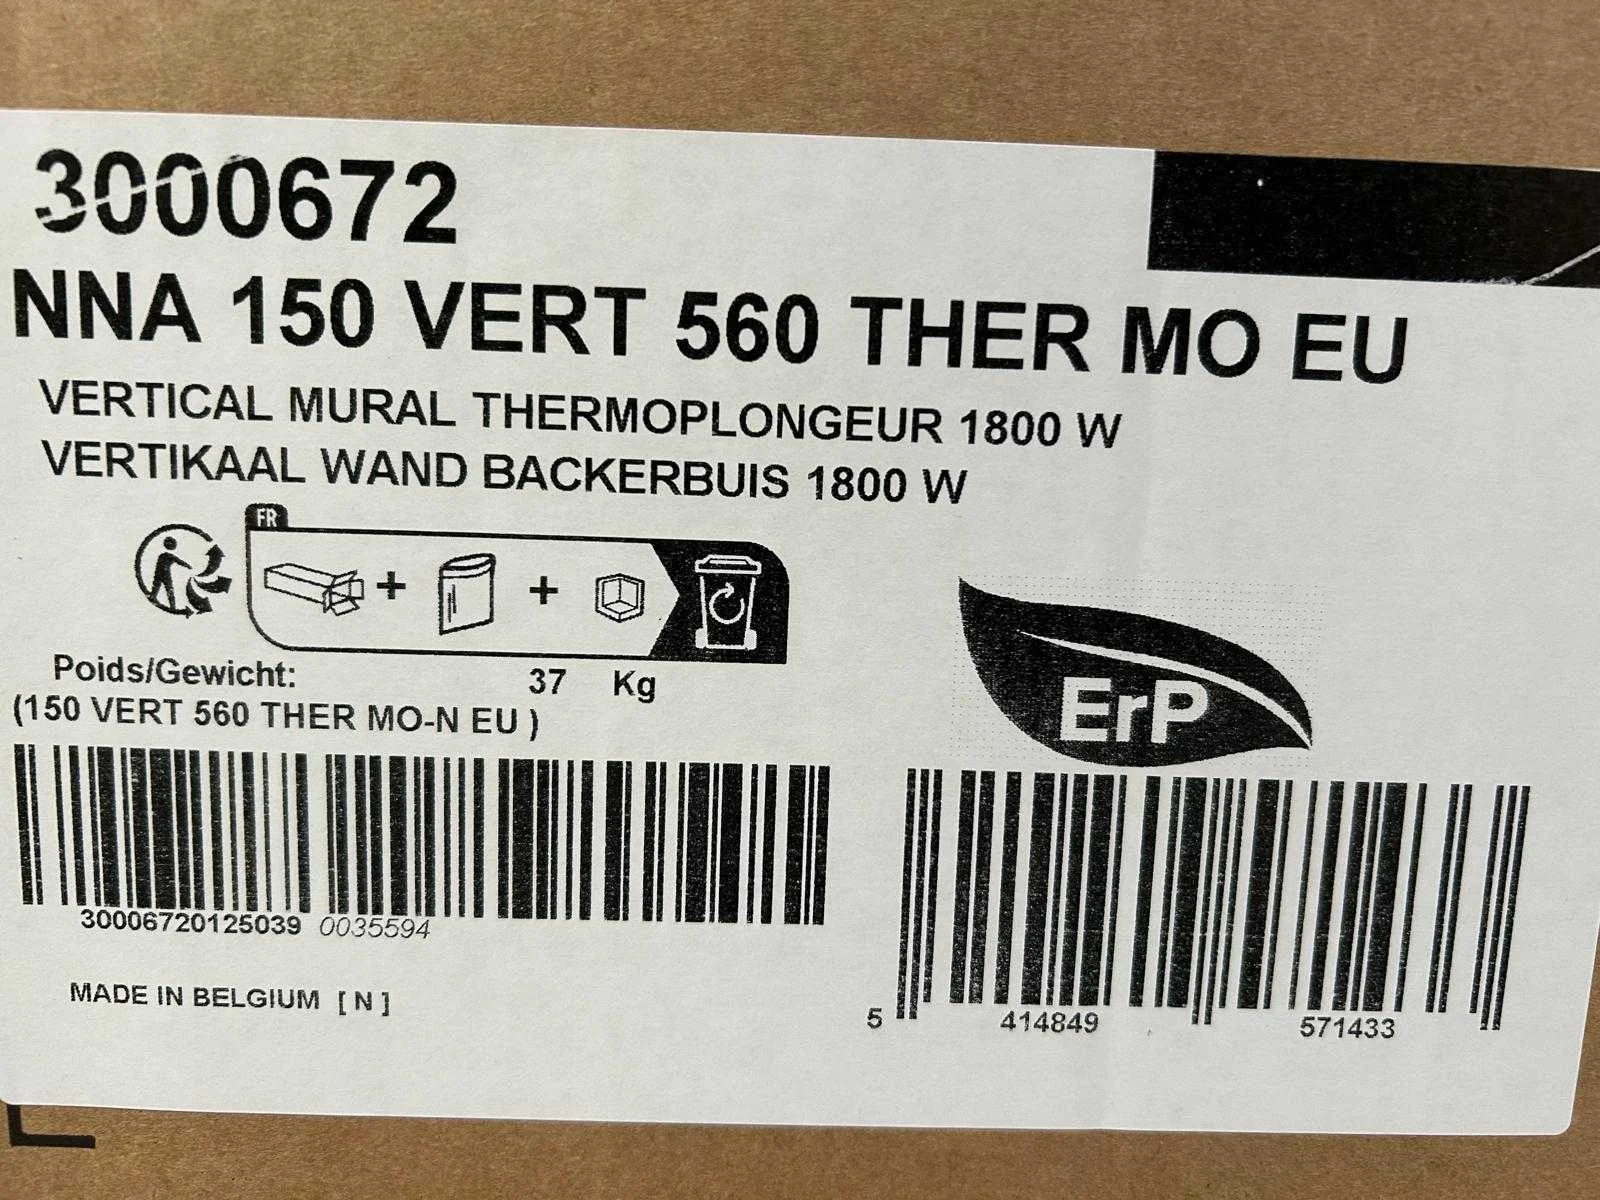 3000672
NNA 150 VERT 560 THER MO EU
VERTICAL MURAL THERMOPLONGEUR 1800 W
VERTIKAAL WAND BACKERBUIS 1800 W
FR
+ +
Poids/Gewicht: 37 Kg
(150 VERT 560 THER MO-N EU )
ErP
30006720125039 0035594
MADE IN BELGIUM [ N ]
5 414849 571433